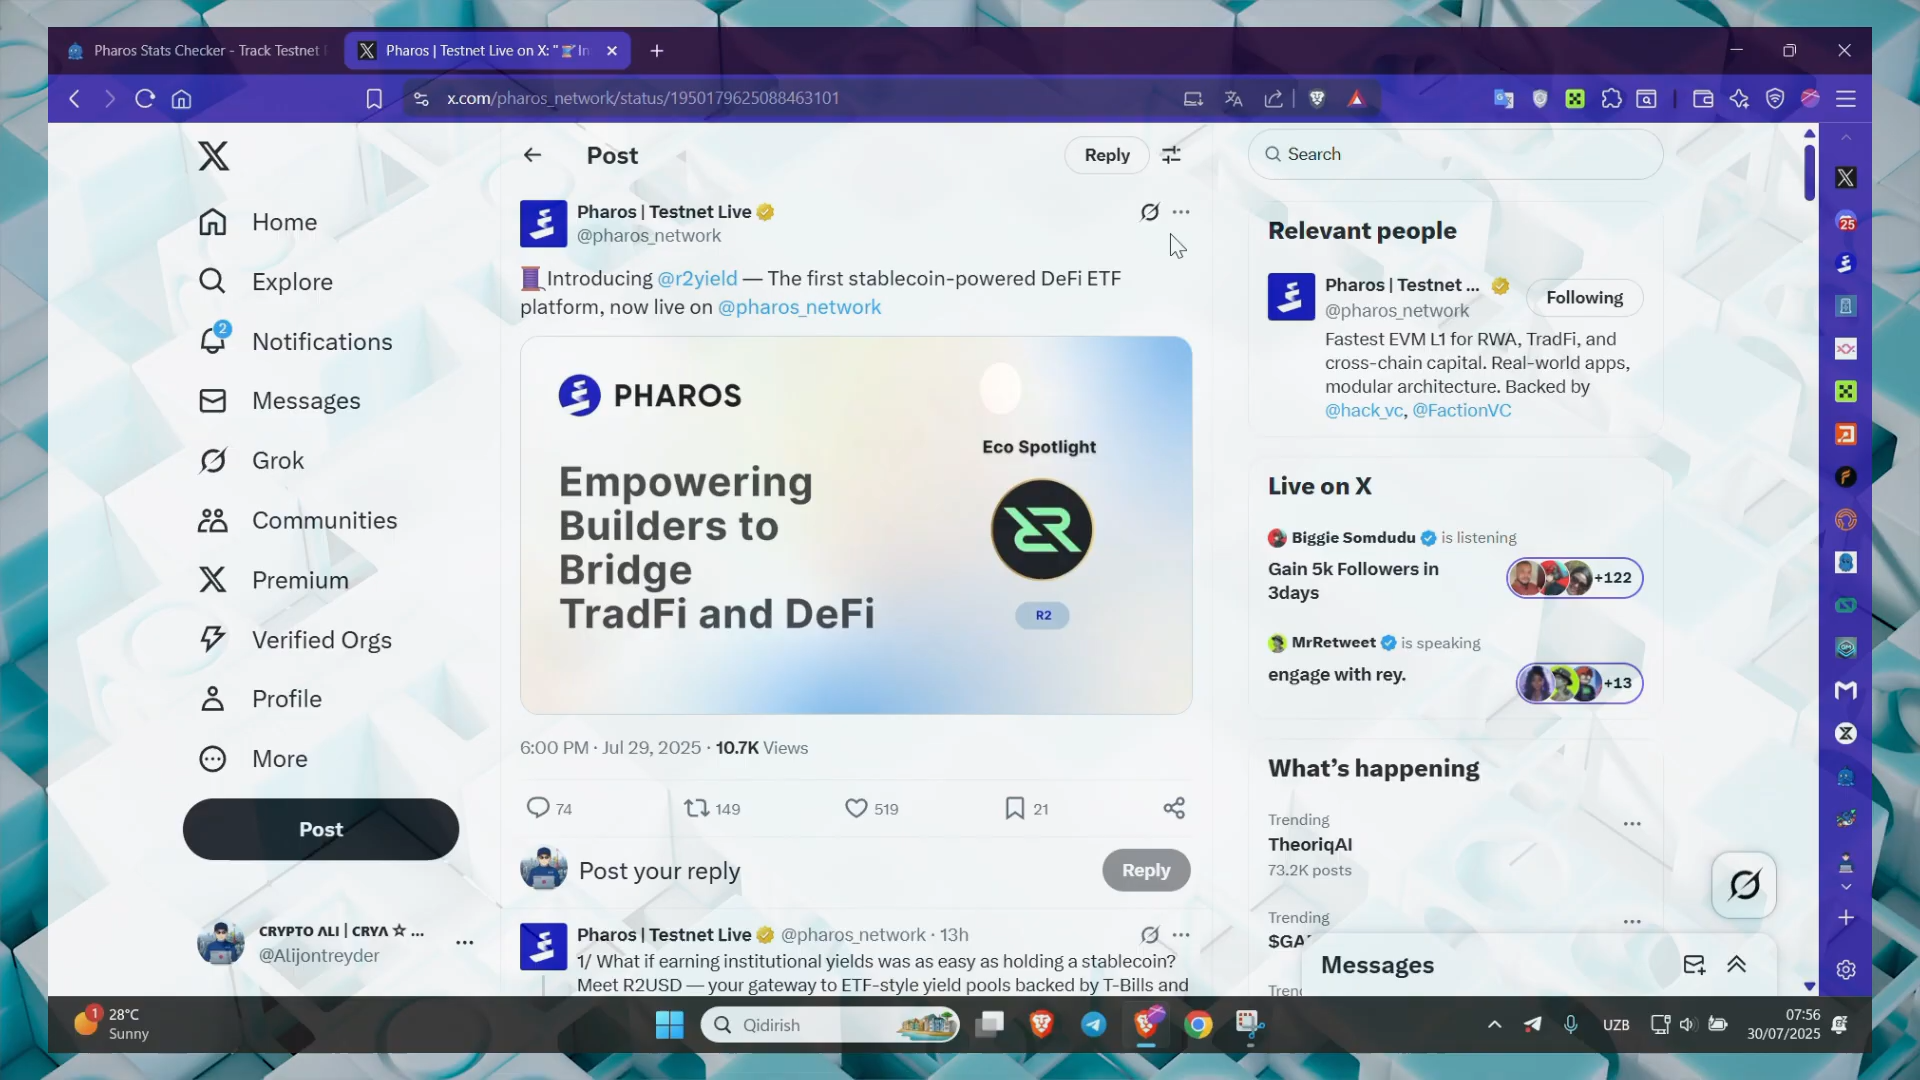 Pharos Stats Checker - Track Testnet
Pharos | Testnet Live on X: "🧵In
x.com/pharos_network/status/1950179625088463101
Home
Explore
2
Notifications
Messages
Grok
Communities
Premium
Verified Orgs
Profile
More
Post
CRYPTO ΛLI | CRYΛ ☆ ...
@Alijontreyder
Post
Reply
Pharos | Testnet Live
@pharos_network
🧵Introducing @r2yield — The first stablecoin-powered DeFi ETF
platform, now live on @pharos_network
PHAROS
Empowering
Builders to
Bridge
TradFi and DeFi
Eco Spotlight
R2
6:00 PM · Jul 29, 2025 · 10.7K Views
74
149
519
21
Post your reply
Reply
Pharos | Testnet Live @pharos_network · 13h
1/ What if earning institutional yields was as easy as holding a stablecoin?
Meet R2USD — your gateway to ETF-style yield pools backed by T-Bills and
Search
Relevant people
Pharos | Testnet ...
@pharos_network
Following
Fastest EVM L1 for RWA, TradFi, and
cross-chain capital. Real-world apps,
modular architecture. Backed by
@hack_vc, @FactionVC
Live on X
Biggie Somdudu is listening
Gain 5k Followers in
3days
+122
MrRetweet is speaking
engage with rey.
+13
What's happening
Trending
TheoriqAI
73.2K posts
Trending
Messages
25
GM
1
28°C
Sunny
Qidirish
UZB
07:56
30/07/2025